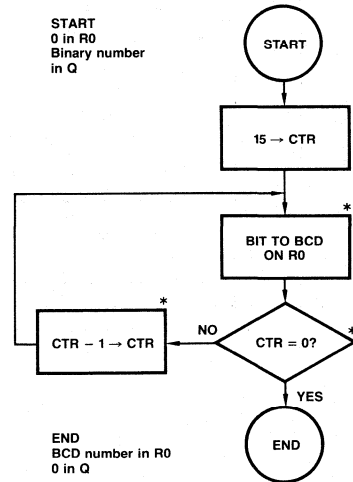 START
0 in R0
Binary number
in Q
START
15 → CTR
*
BIT TO BCD
ON R0
*
CTR − 1 → CTR
NO
CTR = 0?
*
YES
END
BCD number in R0
0 in Q
END